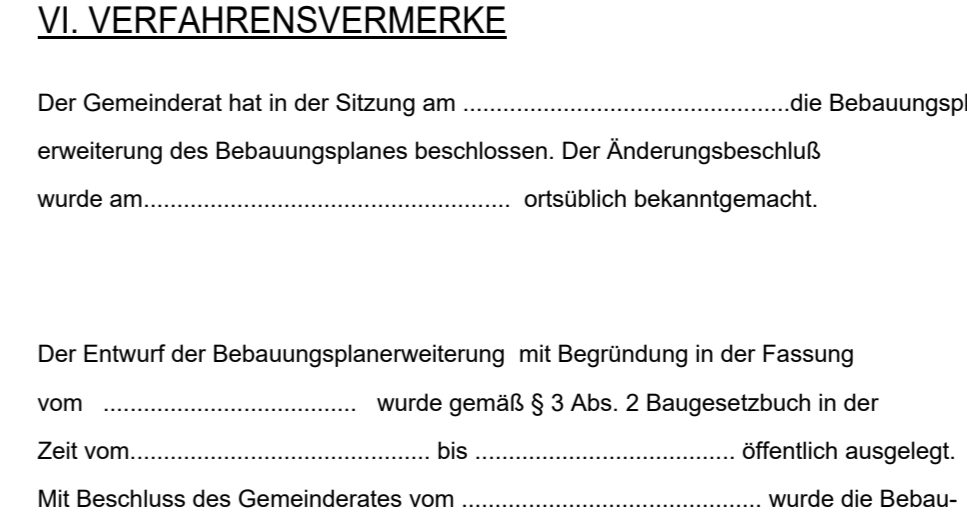 VI. VERFAHRENSVERMERKE
Der Gemeinderat hat in der Sitzung am .................................................die Bebauungspl
erweiterung des Bebauungsplanes beschlossen. Der Änderungsbeschluß
wurde am....................................................... ortsüblich bekanntgemacht.
Der Entwurf der Bebauungsplanerweiterung mit Begründung in der Fassung
vom ...................................... wurde gemäß § 3 Abs. 2 Baugesetzbuch in der
Zeit vom............................................. bis ....................................... öffentlich ausgelegt.
Mit Beschluss des Gemeinderates vom ............................................. wurde die Bebau-